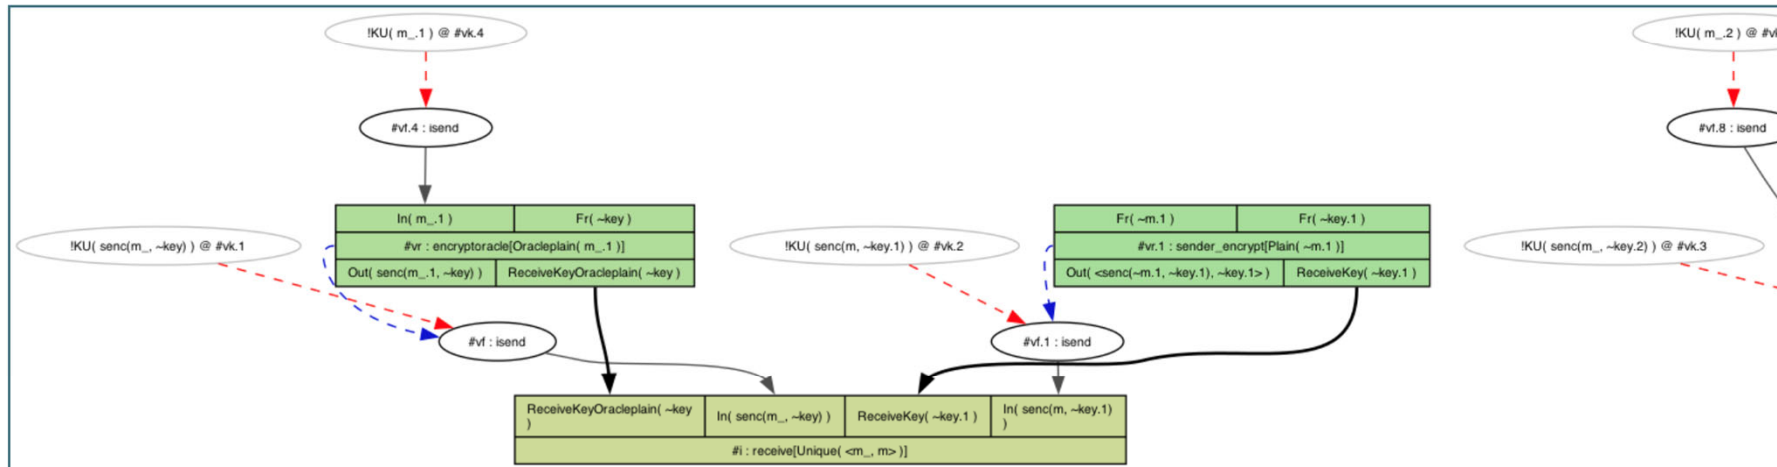 !KU( m_.1 ) @ #vk.4
!KU( m_.2 ) @ #vk
#vf.4 : isend
#vf.8 : isend
In( m_.1 )
Fr( ~key )
Fr( ~m.1 )
Fr( ~key.1 )
!KU( senc(m_, ~key) ) @ #vk.1
#vr : encryptoracle[Oracleplain( m_.1 )]
!KU( senc(m, ~key.1) ) @ #vk.2
#vr.1 : sender_encrypt[Plain( ~m.1 )]
!KU( senc(m_, ~key.2) ) @ #vk.3
Out( senc(m_.1, ~key) )
ReceiveKeyOracleplain( ~key )
Out( <senc(~m.1, ~key.1), ~key.1> )
ReceiveKey( ~key.1 )
#vf : isend
#vf.1 : isend
ReceiveKeyOracleplain( ~key
)
In( senc(m_, ~key) )
ReceiveKey( ~key.1 )
In( senc(m, ~key.1)
)
#i : receive[Unique( <m_, m> )]